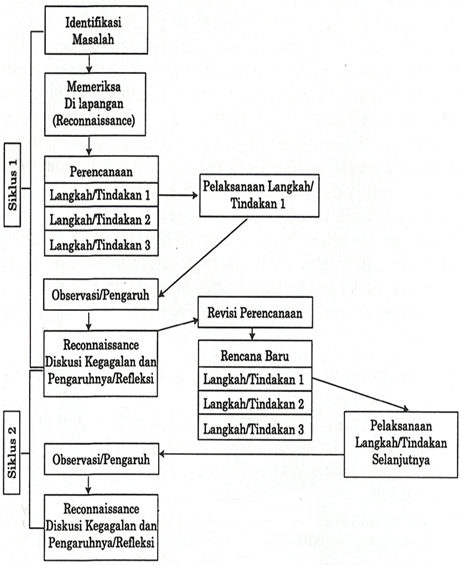 Identifikasi
Masalah
Memeriksa
Di lapangan
(Reconnaissance)
Siklus 1
Perencanaan
Langkah/Tindakan 1
Langkah/Tindakan 2
Langkah/Tindakan 3
Pelaksanaan Langkah/
Tindakan 1
Observasi/Pengaruh
Reconnaissance
Diskusi Kegagalan dan
Pengaruhnya/Refleksi
Revisi Perencanaan
Rencana Baru
Langkah/Tindakan 1
Langkah/Tindakan 2
Langkah/Tindakan 3
Pelaksanaan
Langkah/Tindakan
Selanjutnya
Siklus 2
Observasi/Pengaruh
Reconnaissance
Diskusi Kegagalan dan
Pengaruhnya/Refleksi